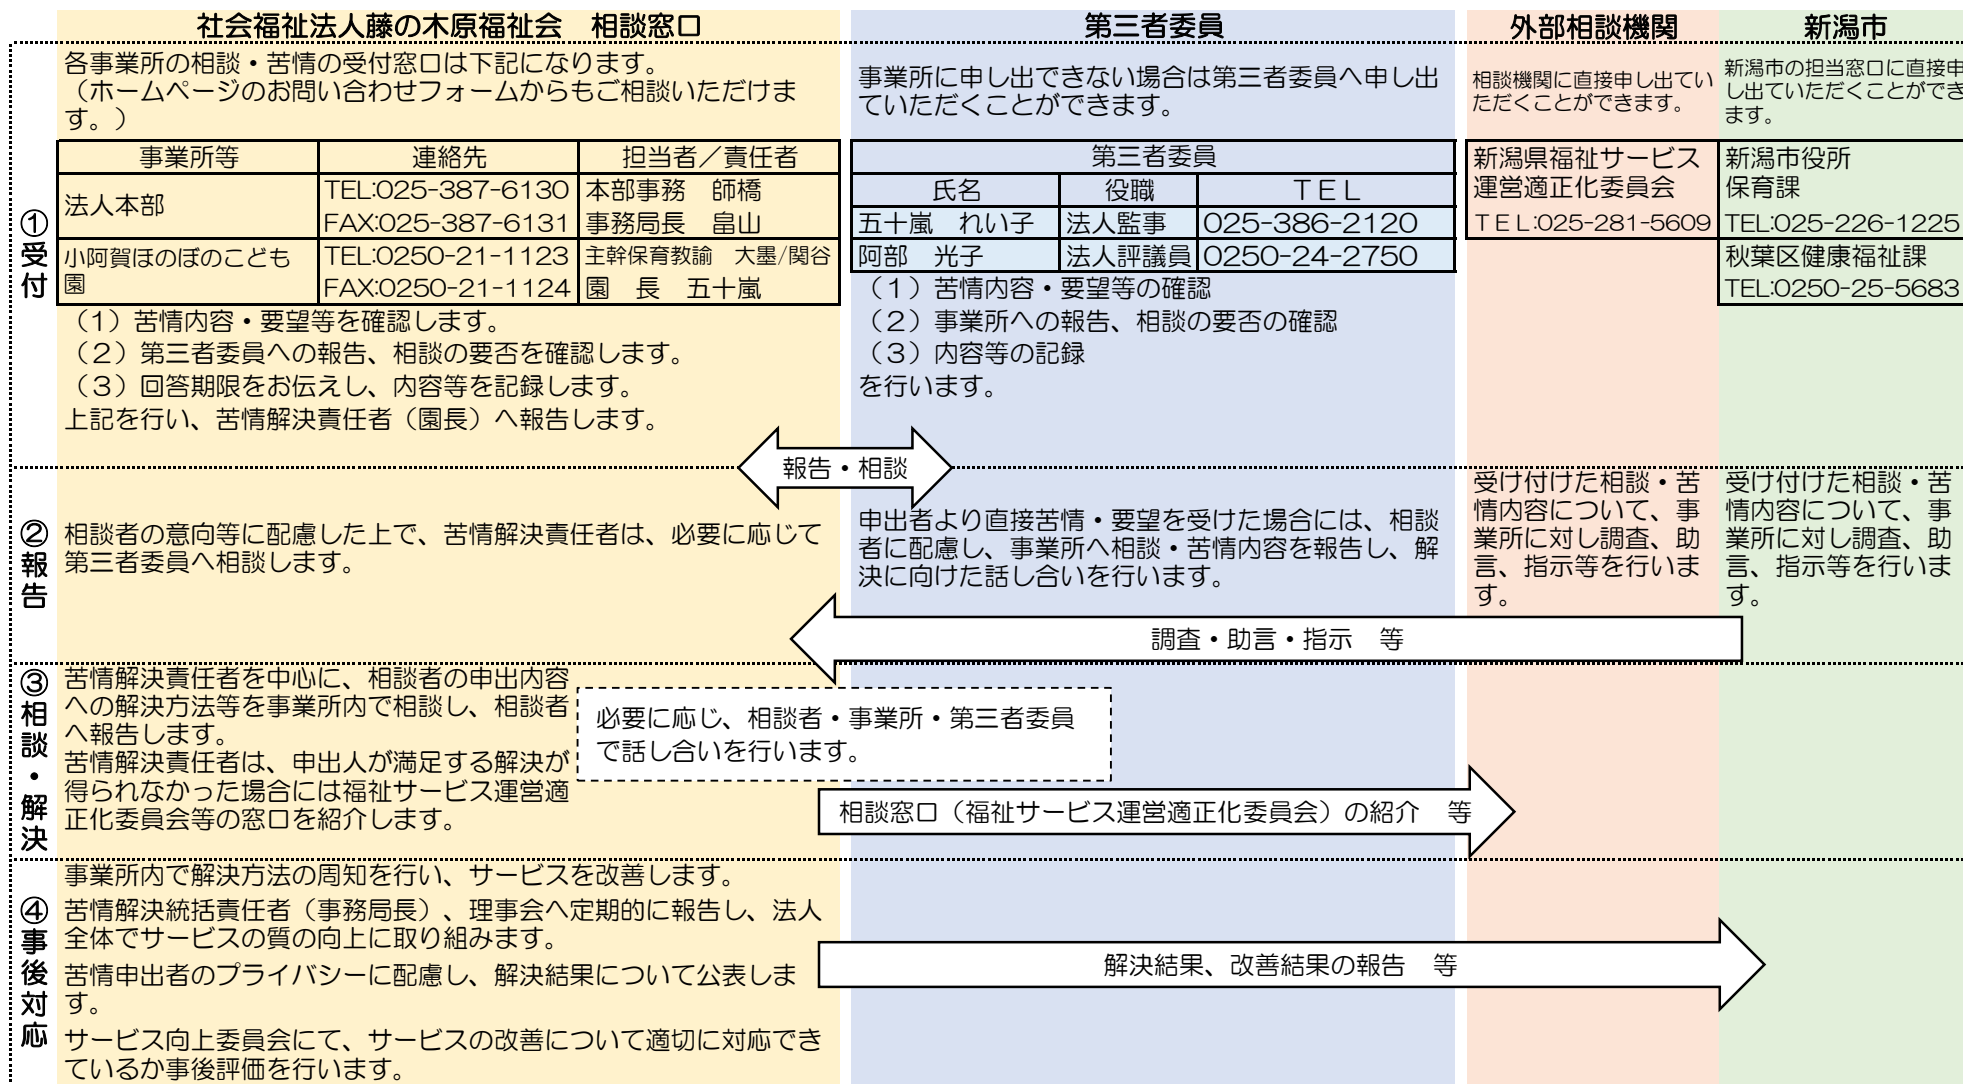 社会福祉法人藤の木原福祉会　相談窓口
第三者委員
外部相談機関
新潟市
①受付
各事業所の相談・苦情の受付窓口は下記になります。
（ホームページのお問い合わせフォームからもご相談いただけま
す。）
事業所等 連絡先 担当者／責任者
法人本部
TEL:025-387-6130 本部事務　師橋
FAX:025-387-6131 事務局長　畠山
小阿賀ほのぼのこども
園
TEL:0250-21-1123 主幹保育教諭　大墨/関谷
FAX:0250-21-1124 園　長　五十嵐
（1）苦情内容・要望等を確認します。
（２）第三者委員への報告、相談の要否を確認します。
（３）回答期限をお伝えし、内容等を記録します。
上記を行い、苦情解決責任者（園長）へ報告します。
事業所に申し出できない場合は第三者委員へ申し出
ていただくことができます。
第三者委員
氏名 役職 ＴＥＬ
五十嵐　れい子 法人監事 025-386-2120
阿部　光子 法人評議員 0250-24-2750
（１）苦情内容・要望等の確認
（２）事業所への報告、相談の要否の確認
（３）内容等の記録
を行います。
相談機関に直接申し出てい
ただくことができます。
新潟県福祉サービス
運営適正化委員会
ＴＥＬ:025-281-5609
新潟市の担当窓口に直接申
し出ていただくことができ
ます。
新潟市役所
保育課
TEL:025-226-1225
秋葉区健康福祉課
TEL:0250-25-5683
報告・相談
②報告
相談者の意向等に配慮した上で、苦情解決責任者は、必要に応じて
第三者委員へ相談します。
申出者より直接苦情・要望を受けた場合には、相談
者に配慮し、事業所へ相談・苦情内容を報告し、解
決に向けた話し合いを行います。
受け付けた相談・苦
情内容について、事
業所に対し調査、助
言、指示等を行いま
す。
受け付けた相談・苦
情内容について、事
業所に対し調査、助
言、指示等を行いま
す。
調査・助言・指示　等
③相談・解決
苦情解決責任者を中心に、相談者の申出内容
への解決方法等を事業所内で相談し、相談者
へ報告します。
苦情解決責任者は、申出人が満足する解決が
得られなかった場合には福祉サービス運営適
正化委員会等の窓口を紹介します。
必要に応じ、相談者・事業所・第三者委員
で話し合いを行います。
相談窓口（福祉サービス運営適正化委員会）の紹介　等
④事後対応
事業所内で解決方法の周知を行い、サービスを改善します。
苦情解決統括責任者（事務局長）、理事会へ定期的に報告し、法人
全体でサービスの質の向上に取り組みます。
苦情申出者のプライバシーに配慮し、解決結果について公表しま
す。
サービス向上委員会にて、サービスの改善について適切に対応でき
ているか事後評価を行います。
解決結果、改善結果の報告　等